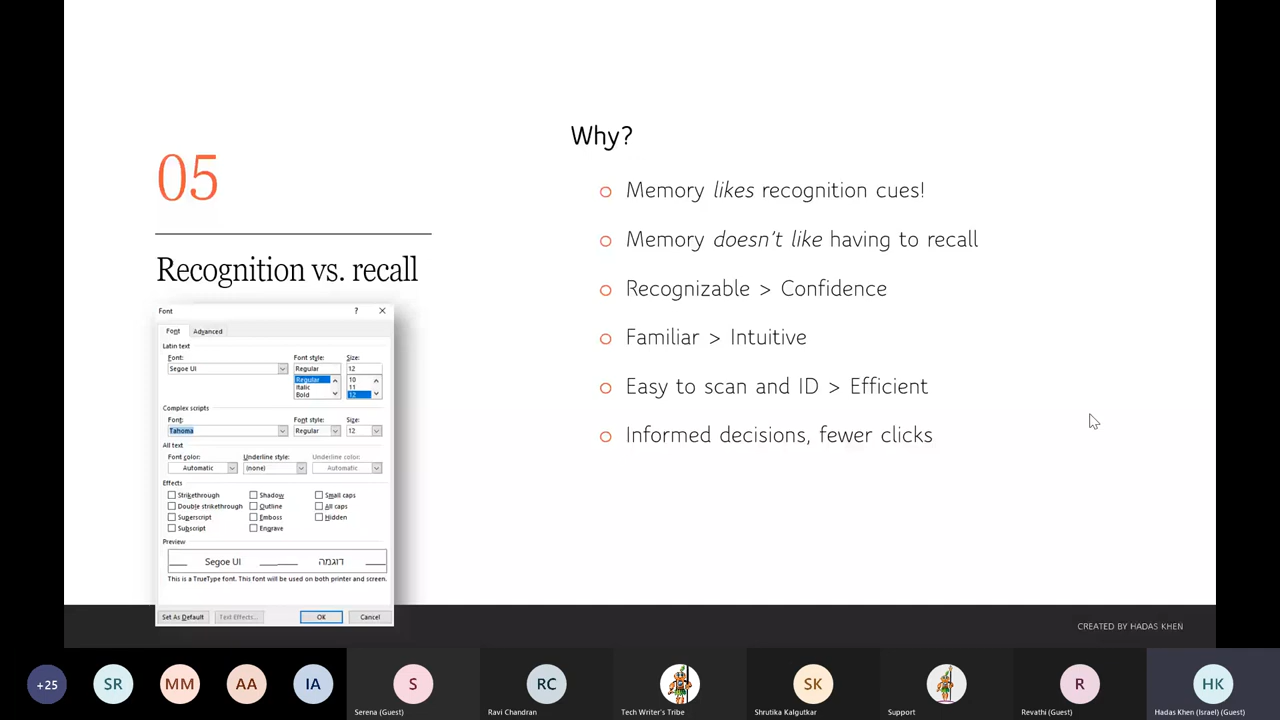 05
Recognition vs. recall
Font
?
Font Advanced
Latin text
Font: Font style: Size:
Segoe UI Regular 12
Regular 10
Italic 11
Bold 12
Complex scripts
Font: Font style: Size:
Tahoma Regular 12
All text
Font color: Underline style: Underline color:
Automatic (none) Automatic
Effects
Strikethrough Shadow Small caps
Double strikethrough Outline All caps
Superscript Emboss Hidden
Subscript Engrave
Preview
Segoe UI דוגמה
This is a TrueType font. This font will be used on both printer and screen.
Set As Default Text Effects... OK Cancel
Why?
Memory likes recognition cues!
Memory doesn't like having to recall
Recognizable > Confidence
Familiar > Intuitive
Easy to scan and ID > Efficient
Informed decisions, fewer clicks
CREATED BY HADAS KHEN
+25 SR MM AA IA S RC SK R HK
Serena (Guest) Ravi Chandran Tech Writer's Tribe Shrutika Kalgutkar Support Revathi (Guest) Hadas Khen (Israel) (Guest)